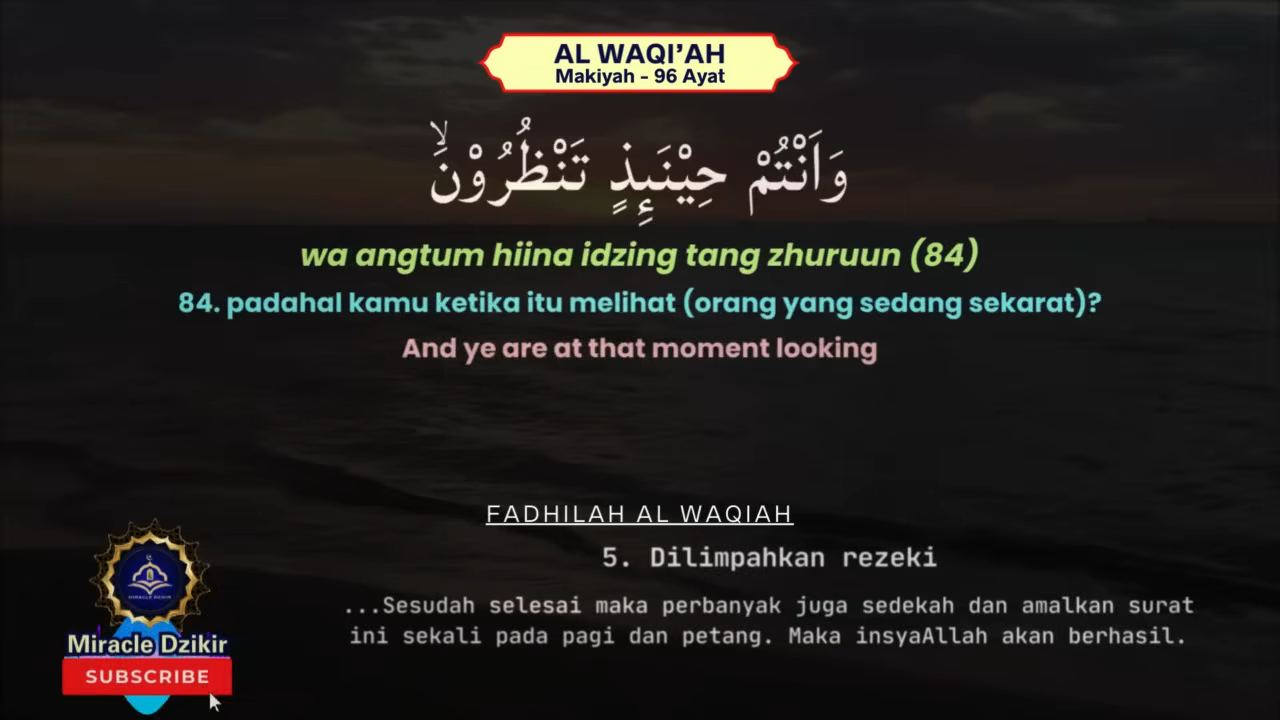 AL WAQI’AH
Makiyah - 96 Ayat
وَاَنْتُمْ حِيْنَىِٕذٍ تَنْظُرُوْنَۙ
wa angtum hiina idzing tang zhuruun (84)
84. padahal kamu ketika itu melihat (orang yang sedang sekarat)?
And ye are at that moment looking
FADHILAH AL WAQIAH
5. Dilimpahkan rezeki
...Sesudah selesai maka perbanyak juga sedekah dan amalkan surat
ini sekali pada pagi dan petang. Maka insyaAllah akan berhasil.
MIRACLE DZIKIR
Miracle Dzikir
SUBSCRIBE